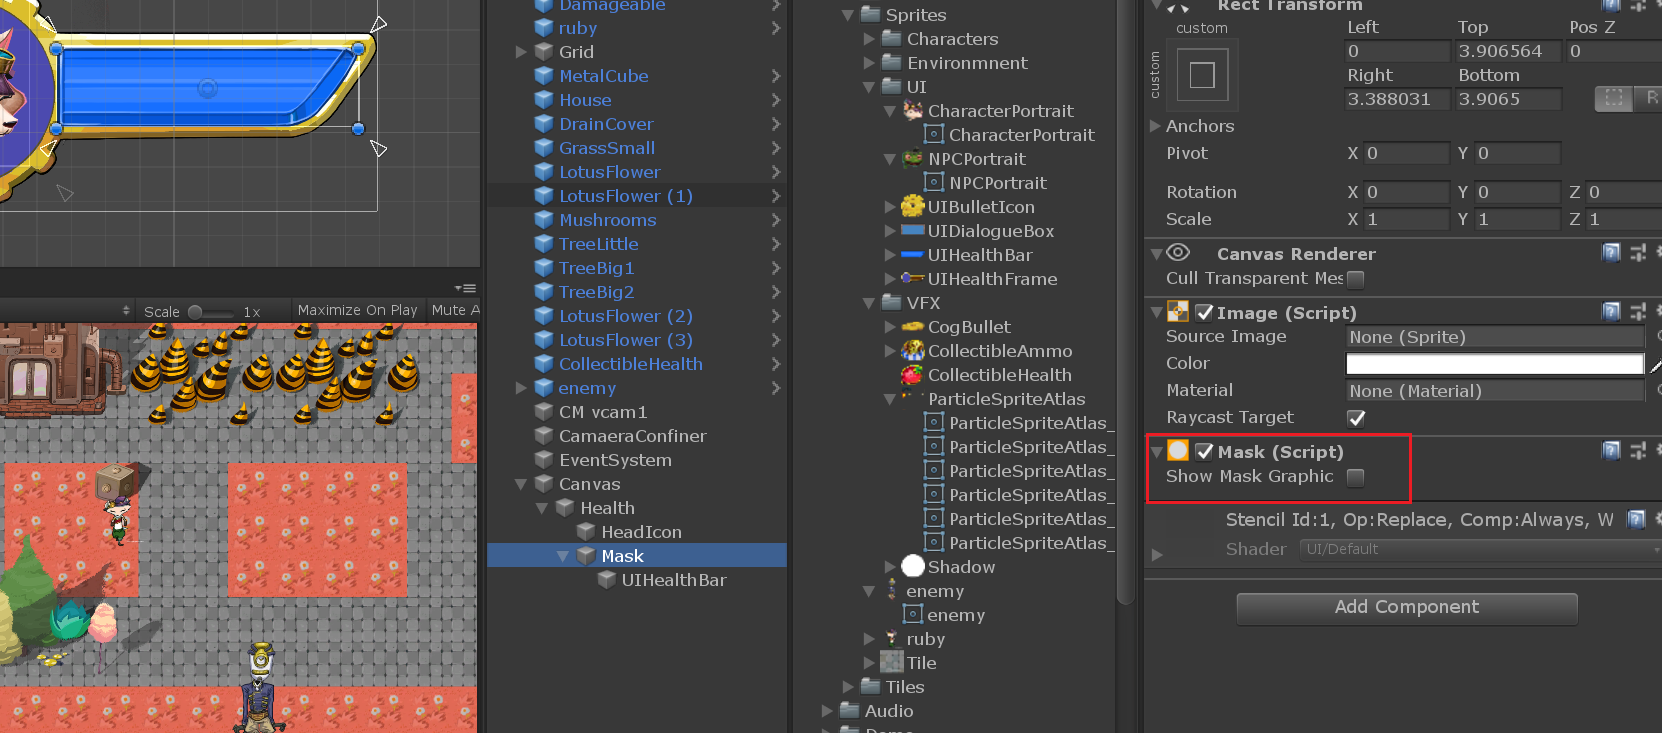 Scale 1x Maximize On Play Mute A
Damageable
ruby
Grid
MetalCube
House
DrainCover
GrassSmall
LotusFlower
LotusFlower (1)
Mushrooms
TreeLittle
TreeBig1
TreeBig2
LotusFlower (2)
LotusFlower (3)
CollectibleHealth
enemy
CM vcam1
CamaeraConfiner
EventSystem
Canvas
Health
HeadIcon
Mask
UIHealthBar
Sprites
Characters
Environmnent
UI
CharacterPortrait
CharacterPortrait
NPCPortrait
NPCPortrait
UIBulletIcon
UIDialogueBox
UIHealthBar
UIHealthFrame
VFX
CogBullet
CollectibleAmmo
CollectibleHealth
ParticleSpriteAtlas
ParticleSpriteAtlas_
ParticleSpriteAtlas_
ParticleSpriteAtlas_
ParticleSpriteAtlas_
ParticleSpriteAtlas_
ParticleSpriteAtlas_
Shadow
enemy
enemy
ruby
Tile
Tiles
Audio
Rect Transform
custom
custom
Left Top Pos Z
0 3.906564 0
Right Bottom
3.388031 3.9065 R
Anchors
Pivot X 0 Y 0
Rotation X 0 Y 0 Z 0
Scale X 1 Y 1 Z 1
Canvas Renderer
Cull Transparent Mes
Image (Script)
Source Image None (Sprite)
Color
Material None (Material)
Raycast Target
Mask (Script)
Show Mask Graphic
Stencil Id:1, Op:Replace, Comp:Always, W
Shader UI/Default
Add Component